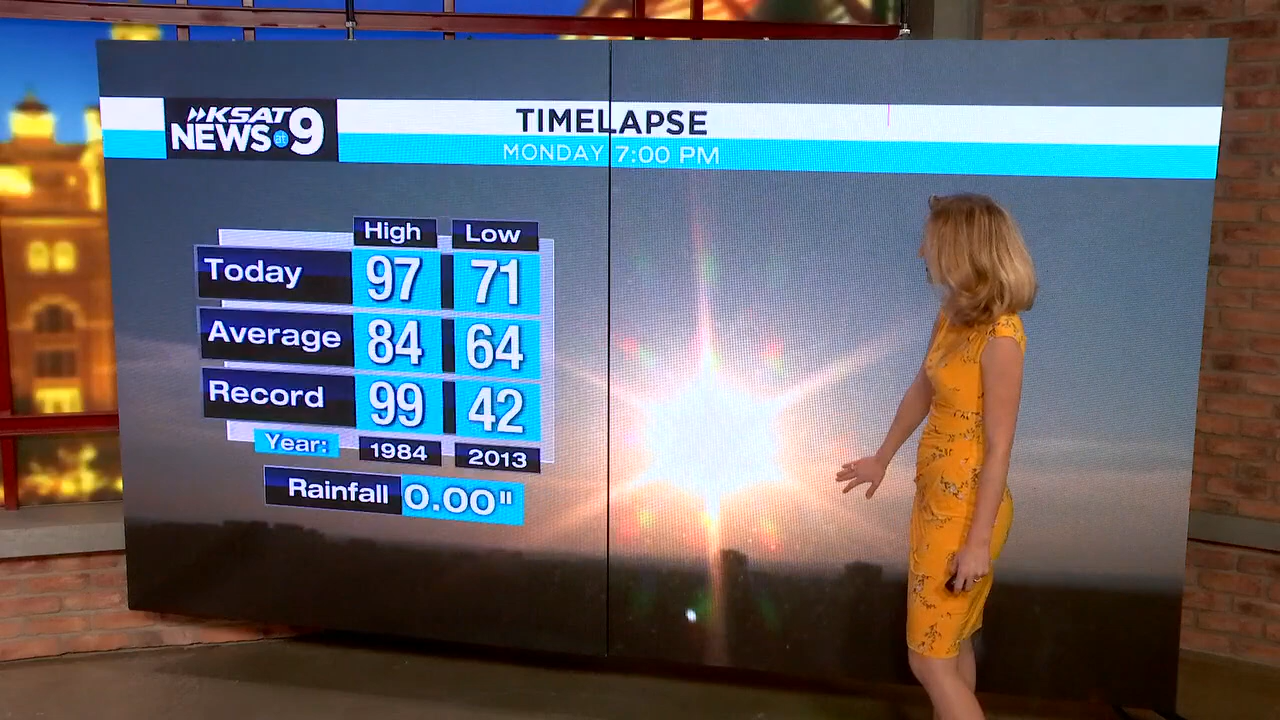 KSAT
NEWS at 9
TIMELAPSE
MONDAY 7:00 PM
High Low
Today 97 71
Average 84 64
Record 99 42
Year: 1984 2013
Rainfall 0.00"